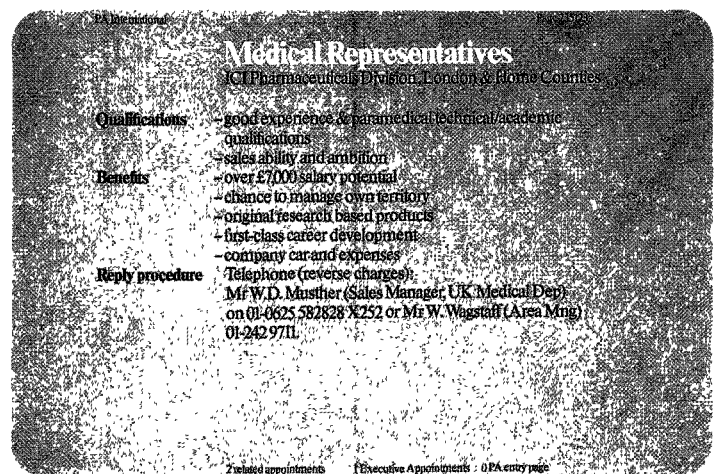 PA International
Medical Representatives
ICI Pharmaceuticals Division, London & Home Counties
Qualifications – good experience & paramedical technical/academic
qualifications
– sales ability and ambition
Benefits – over £7,000 salary potential
– chance to manage own territory
– original research based products
– first-class career development
– company car and expenses
Reply procedure Telephone (reverse charges):
Mr W.D. Musther (Sales Manager, UK Medical Dep)
on 01-0625 582828 X252 or Mr W. Wagstaff (Area Mng)
01-242 9711.
2 related appointments 1 Executive Appointments : 0 PA entry page